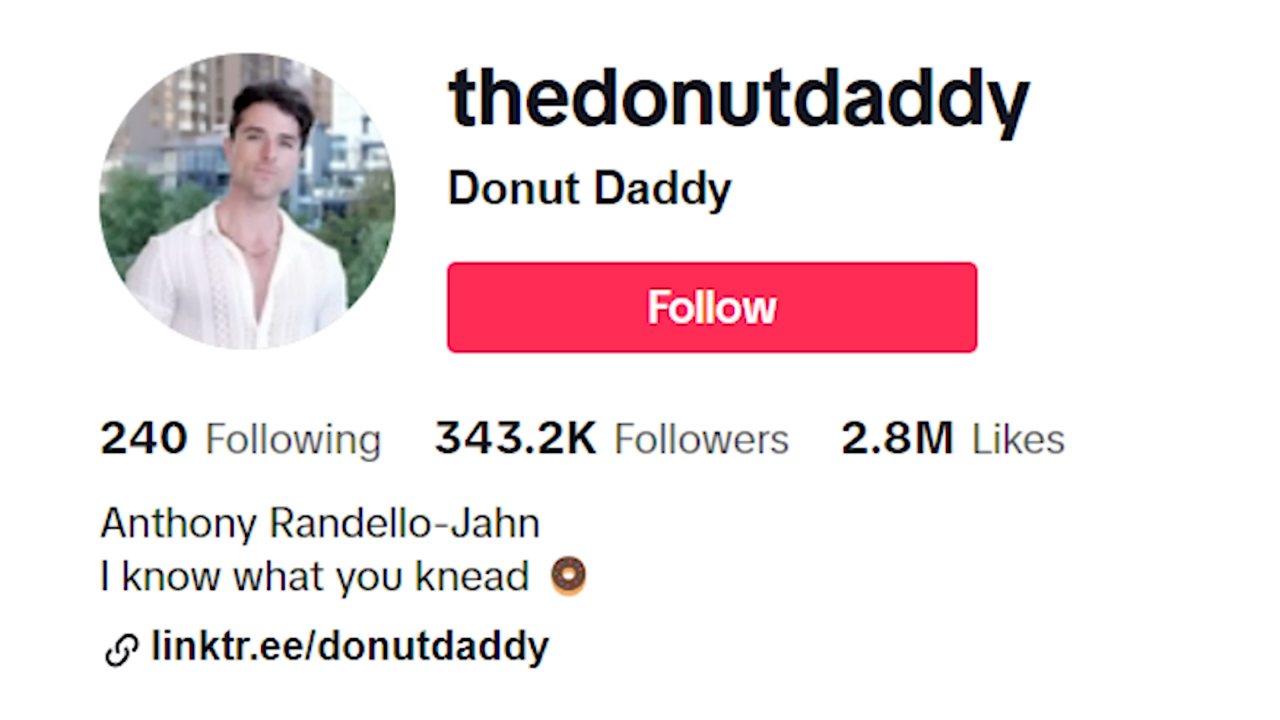 thedonutdaddy
Donut Daddy
Follow
240 Following 343.2K Followers 2.8M Likes
Anthony Randello-Jahn
I know what you knead 🍩
linktr.ee/donutdaddy